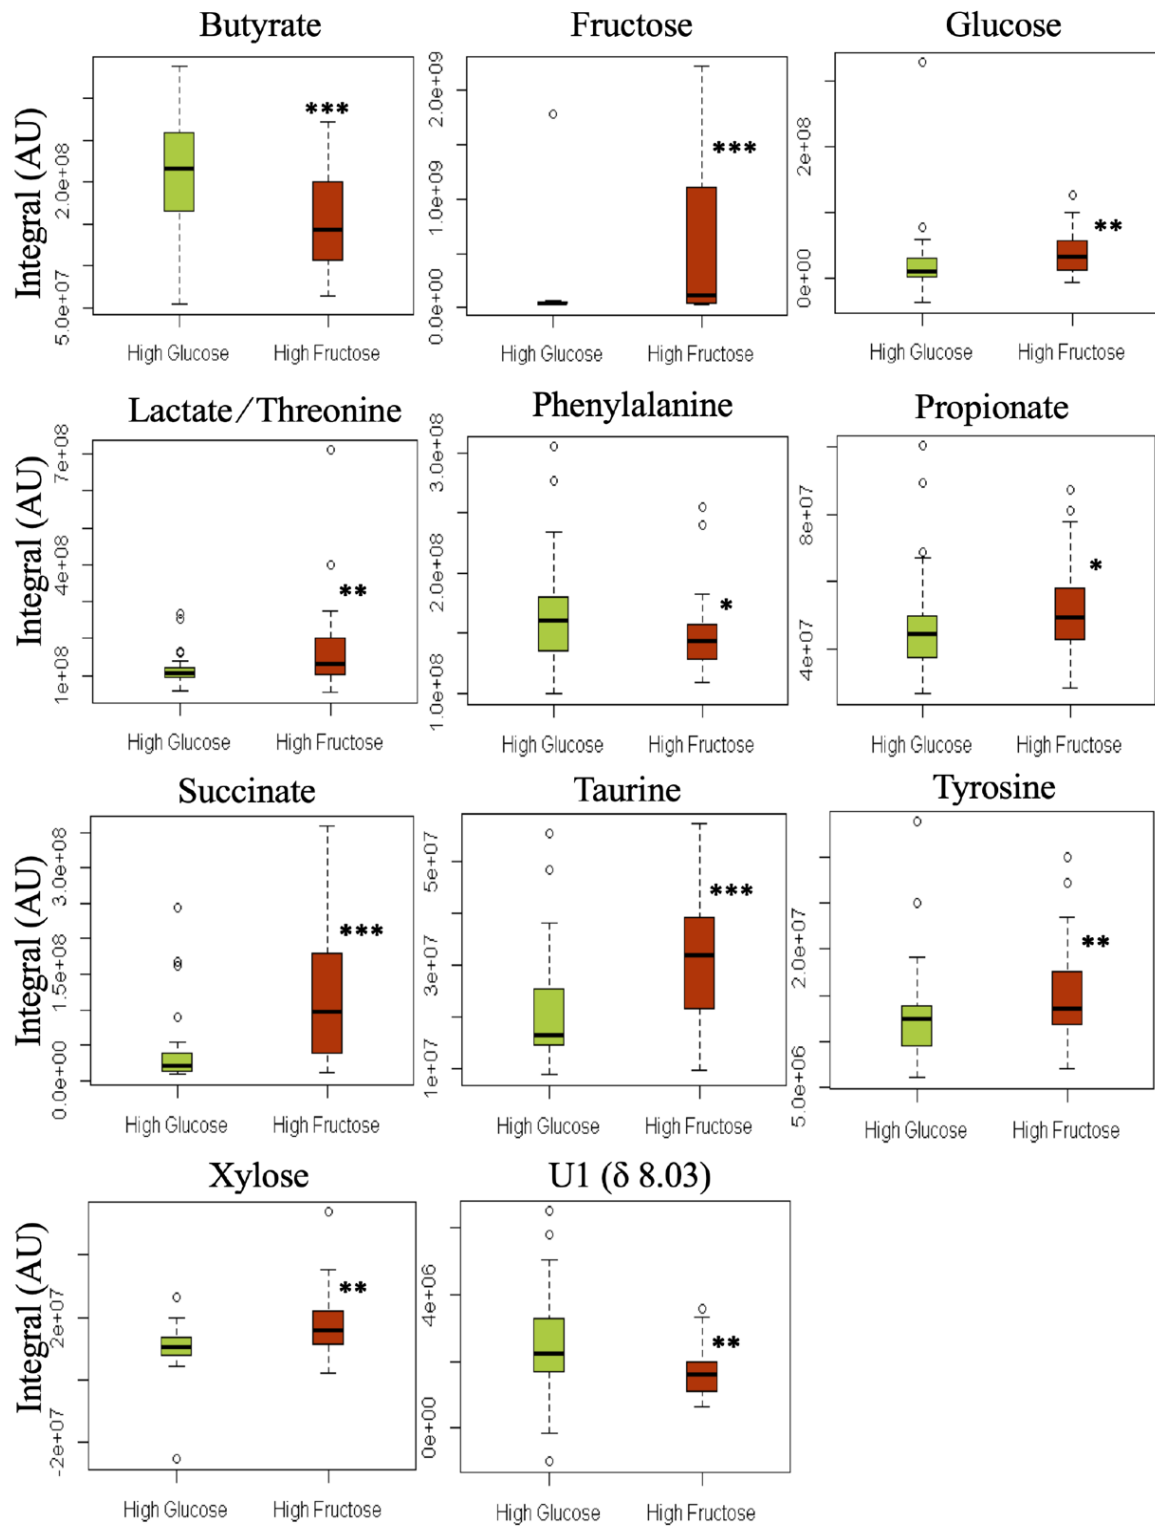 Butyrate Fructose Glucose
Integral (AU)
5.0e+07 2.0e+08
***
0.0e+00 1.0e+09 2.0e+09
***
0e+00 2e+08
**
High Glucose High Fructose High Glucose High Fructose High Glucose High Fructose
Lactate/Threonine Phenylalanine Propionate
Integral (AU)
1e+08 4e+08 7e+08
**
1.0e+08 2.0e+08 3.0e+08
*
4e+07 8e+07
*
High Glucose High Fructose High Glucose High Fructose High Glucose High Fructose
Succinate Taurine Tyrosine
Integral (AU)
0.0e+00 1.5e+08 3.0e+08
***
1e+07 3e+07 5e+07
***
5.0e+06 2.0e+07
**
High Glucose High Fructose High Glucose High Fructose High Glucose High Fructose
Xylose U1 (δ 8.03)
Integral (AU)
-2e+07 2e+07
**
0e+00 4e+06
**
High Glucose High Fructose High Glucose High Fructose